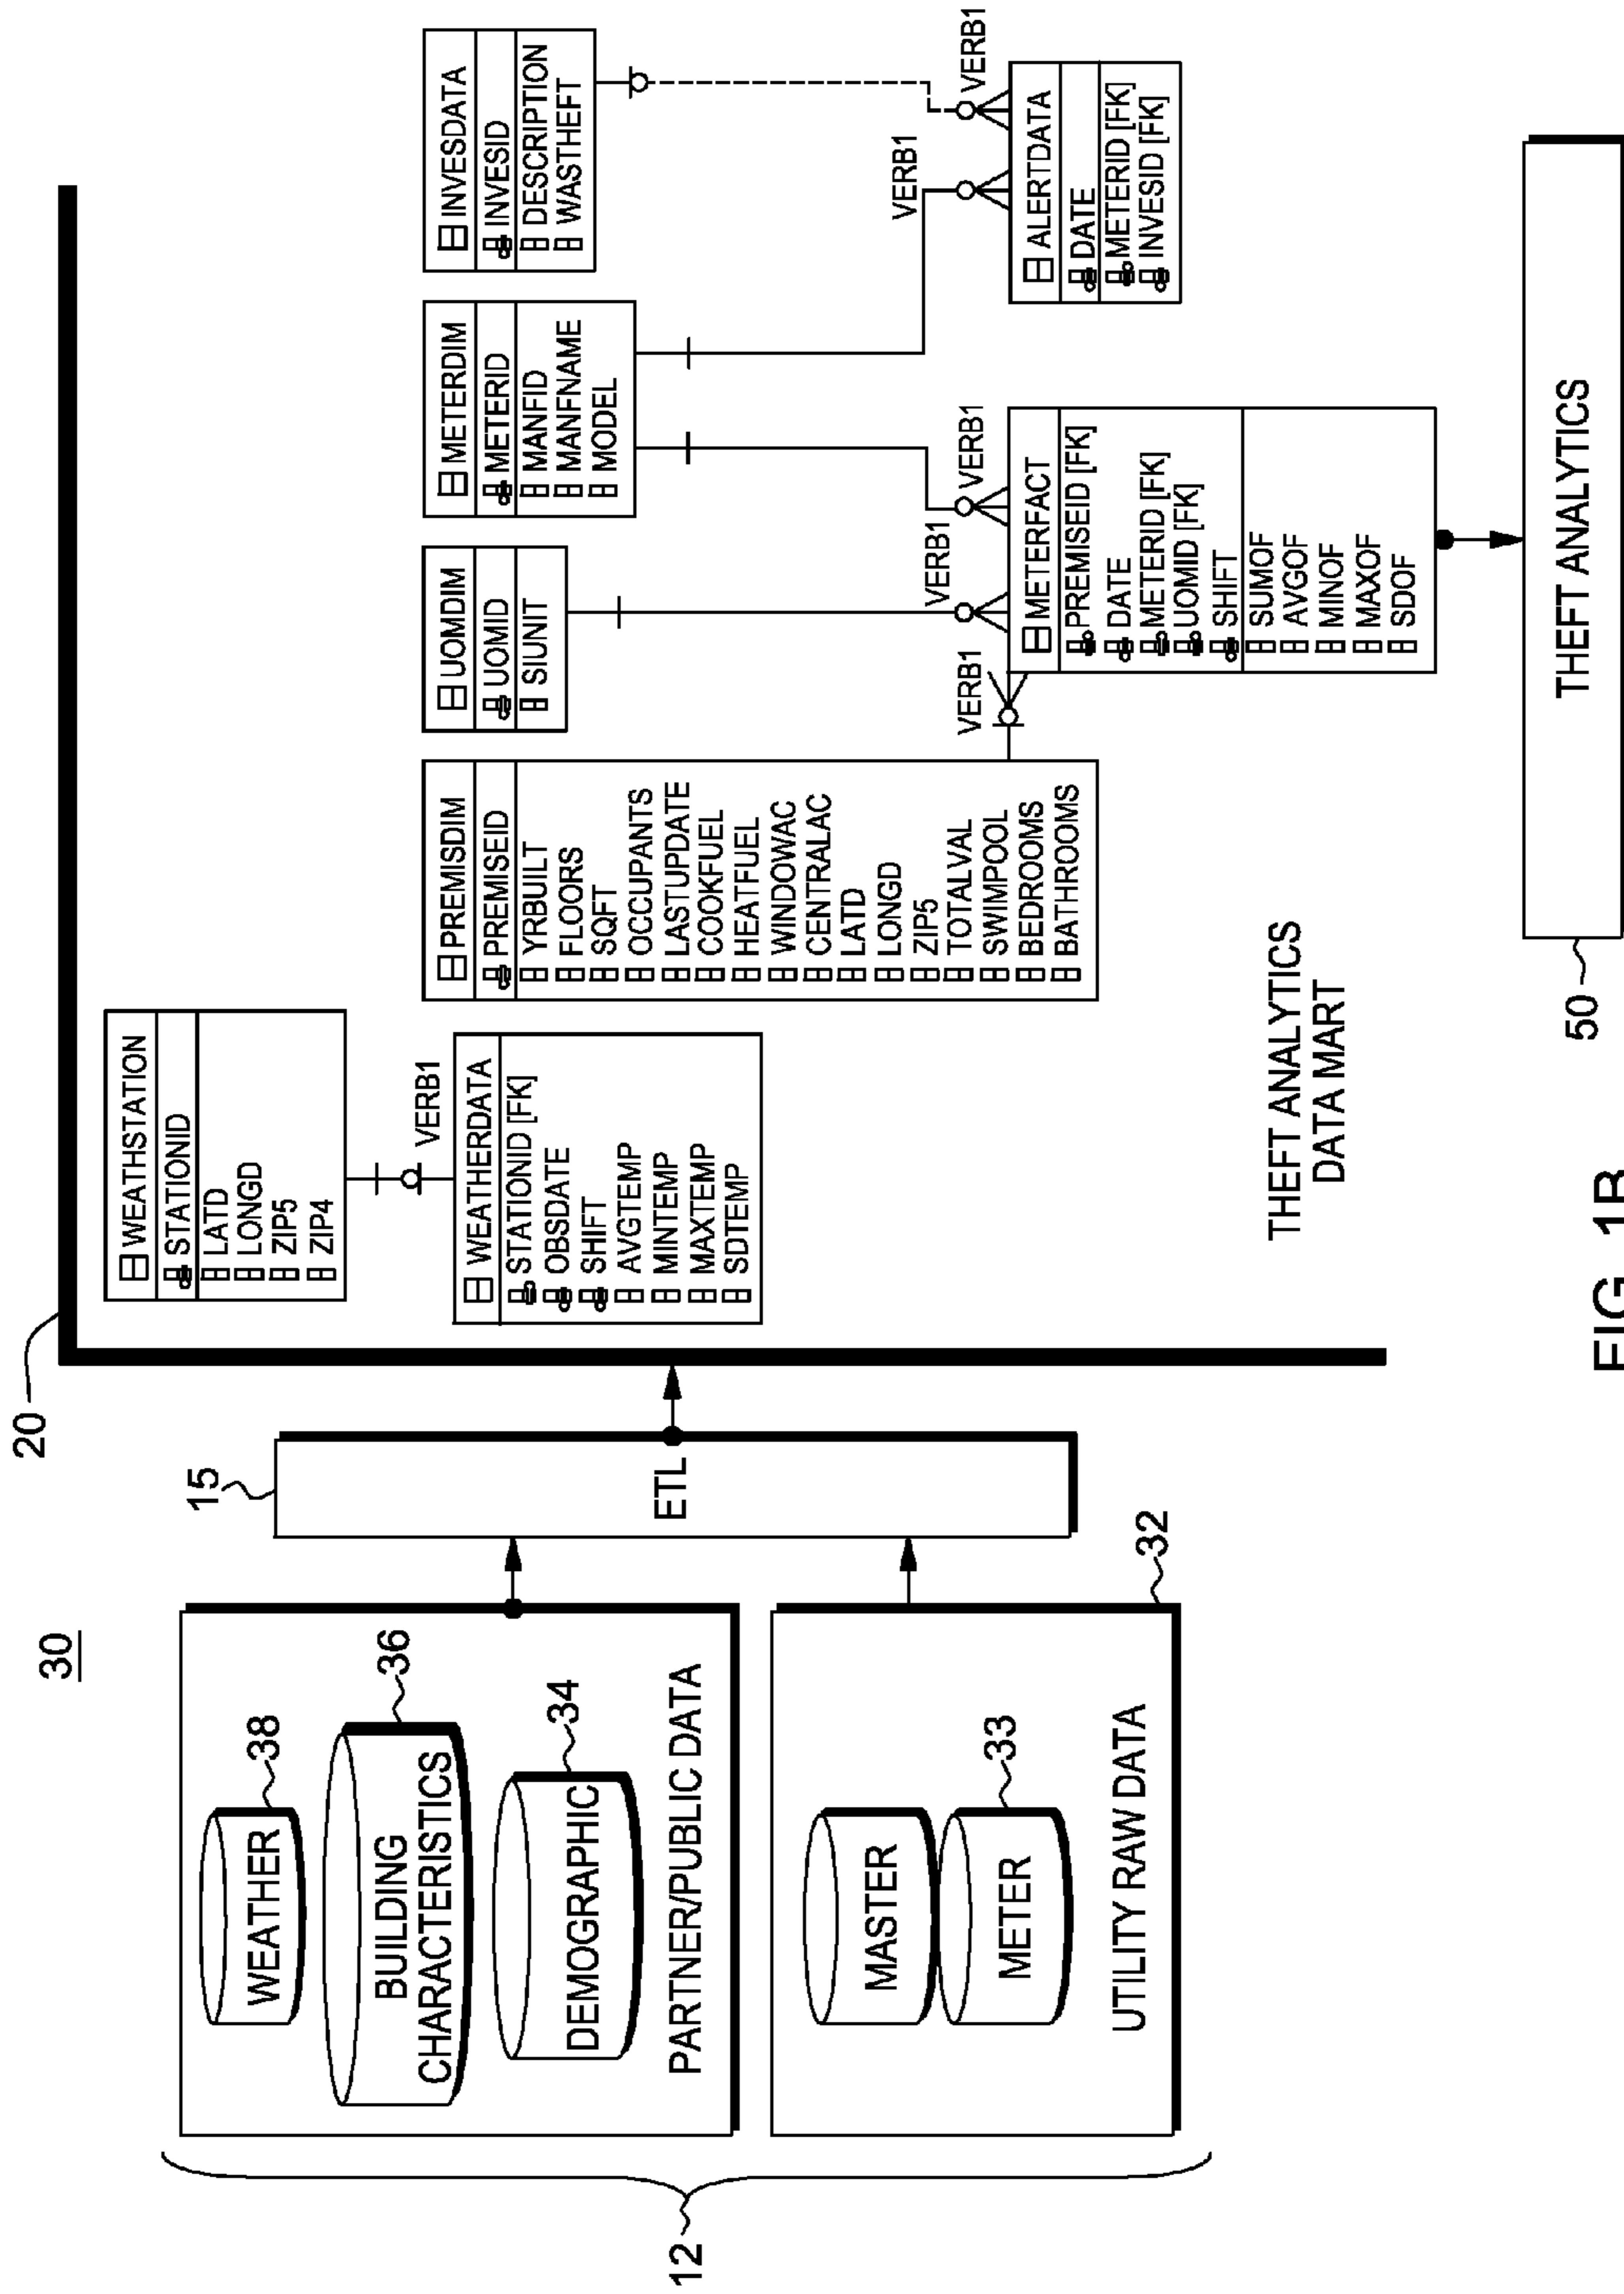 30
20
15
12
38
WEATHER
36
BUILDING
CHARACTERISTICS
34
DEMOGRAPHIC
PARTNER/PUBLIC DATA
MASTER
33
METER
UTILITY RAW DATA
32
ETL
WEATHSTATION
STATIONID
LATD
LONGD
ZIP5
ZIP4
VERB1
WEATHERDATA
STATIONID [FK]
OBSDATE
SHIFT
AVGTEMP
MINTEMP
MAXTEMP
SDTEMP
PREMISDIM
PREMISEID
YRBUILT
FLOORS
SQFT
OCCUPANTS
LASTUPDATE
COOKFUEL
HEATFUEL
WINDOWAC
CENTRALAC
LATD
LONGD
ZIP5
TOTALVAL
SWIMPOOL
BEDROOMS
BATHROOMS
UOMDIM
UOMID
SIUNIT
METERDIM
METERID
MANFID
MANFNAME
MODEL
INVESDATA
INVESID
DESCRIPTION
WASTHEFT
VERB1
VERB1
VERB1
VERB1
VERB1
METERFACT
PREMISEID [FK]
DATE
METERID [FK]
UOMID [FK]
SHIFT
SUMOF
AVGOF
MINOF
MAXOF
SDOF
ALERTDATA
DATE
METERID [FK]
INVESID [FK]
THEFT ANALYTICS
DATA MART
50
THEFT ANALYTICS
FIG. 1B